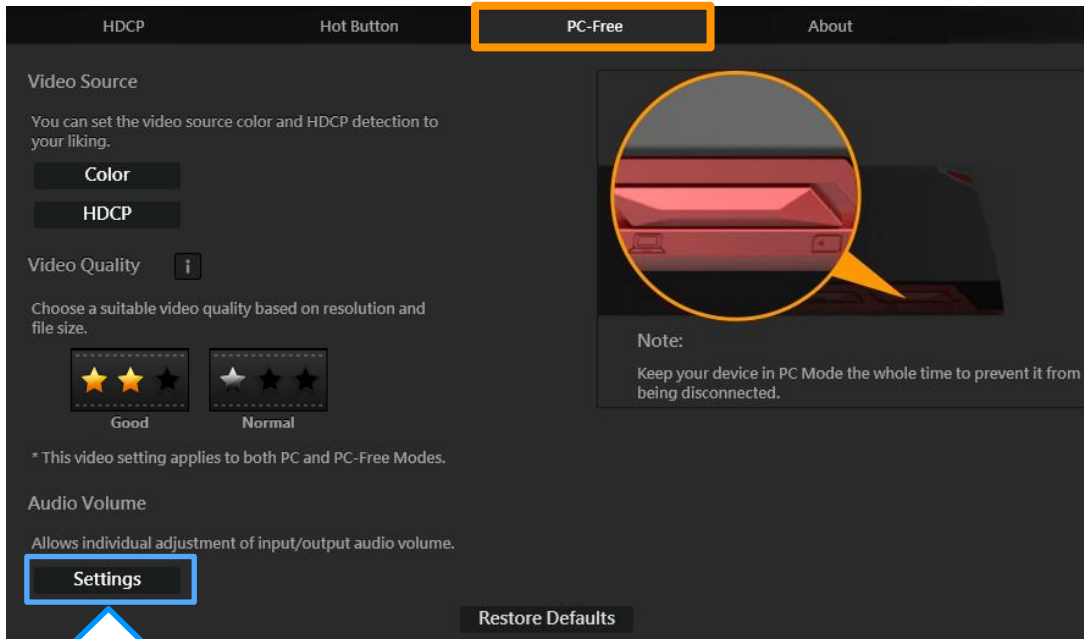 HDCP Hot Button PC-Free About
Video Source
You can set the video source color and HDCP detection to
your liking.
Color
HDCP
Video Quality i
Choose a suitable video quality based on resolution and
file size.
Good Normal
* This video setting applies to both PC and PC-Free Modes.
Audio Volume
Allows individual adjustment of input/output audio volume.
Settings
Note:
Keep your device in PC Mode the whole time to prevent it from
being disconnected.
Restore Defaults